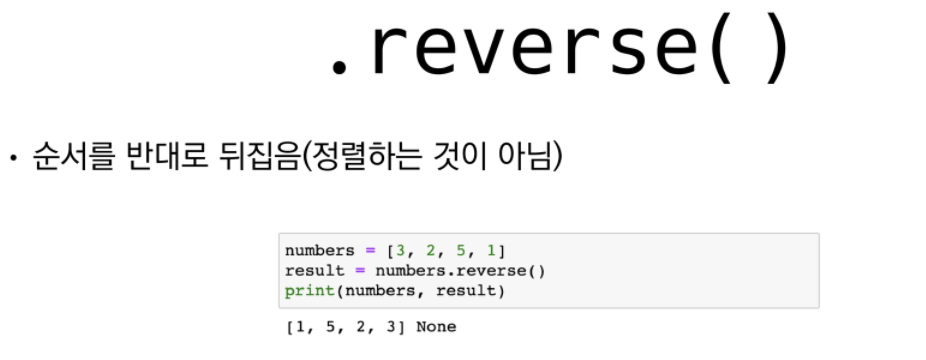 .reverse()
• 순서를 반대로 뒤집음(정렬하는 것이 아님)
numbers = [3, 2, 5, 1]
result = numbers.reverse()
print(numbers, result)
[1, 5, 2, 3] None